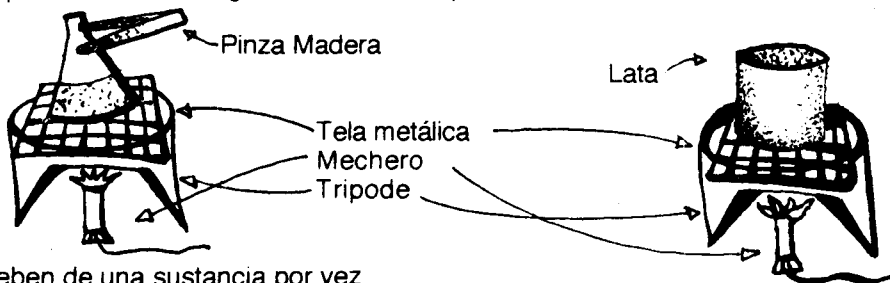 Pinza Madera
Lata
Tela metálica
Mechero
Tripode
eben de una sustancia por vez